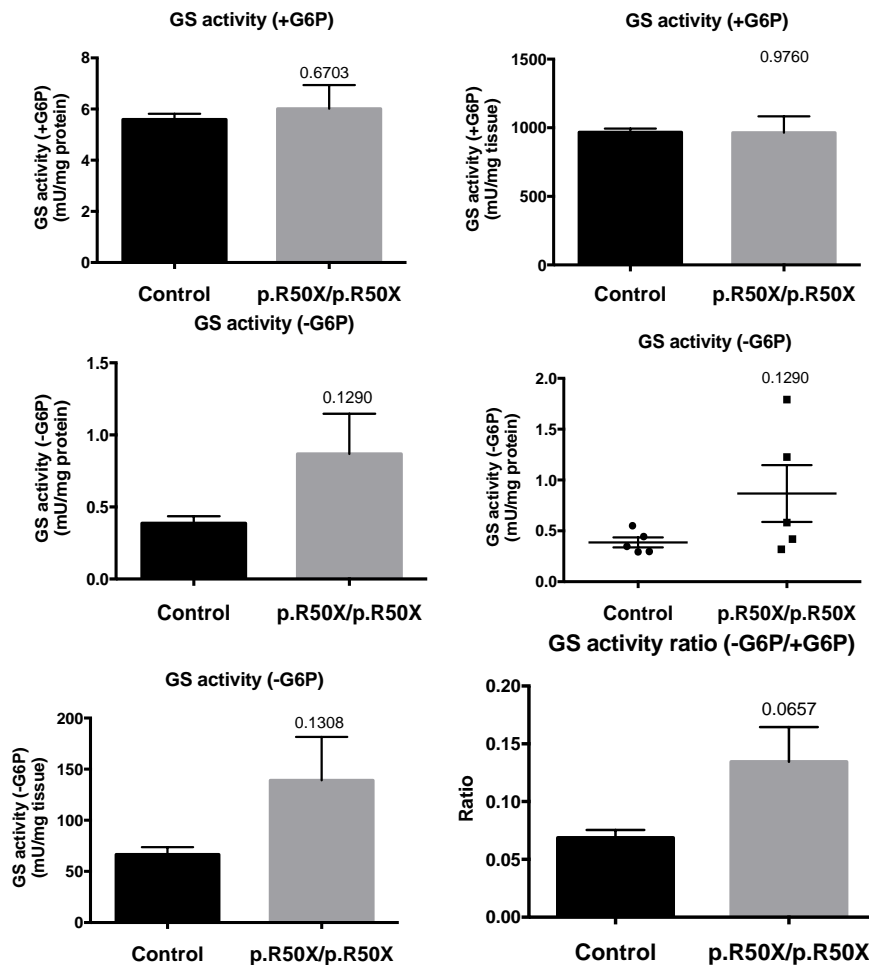 GS activity (+G6P)
GS activity (+G6P)
(mU/mg protein)
8
6
4
2
0
0.6703
Control
p.R50X/p.R50X
GS activity (+G6P)
GS activity (+G6P)
(mU/mg tissue)
1500
1000
500
0
0.9760
Control
p.R50X/p.R50X
GS activity (-G6P)
GS activity (-G6P)
(mU/mg protein)
1.5
1.0
0.5
0.0
0.1290
Control
p.R50X/p.R50X
GS activity (-G6P)
GS activity (-G6P)
(mU/mg protein)
2.0
1.5
1.0
0.5
0.0
0.1290
Control
p.R50X/p.R50X
GS activity (-G6P)
GS activity (-G6P)
(mU/mg tissue)
200
150
100
50
0
0.1308
Control
p.R50X/p.R50X
GS activity ratio (-G6P/+G6P)
Ratio
0.20
0.15
0.10
0.05
0.00
0.0657
Control
p.R50X/p.R50X